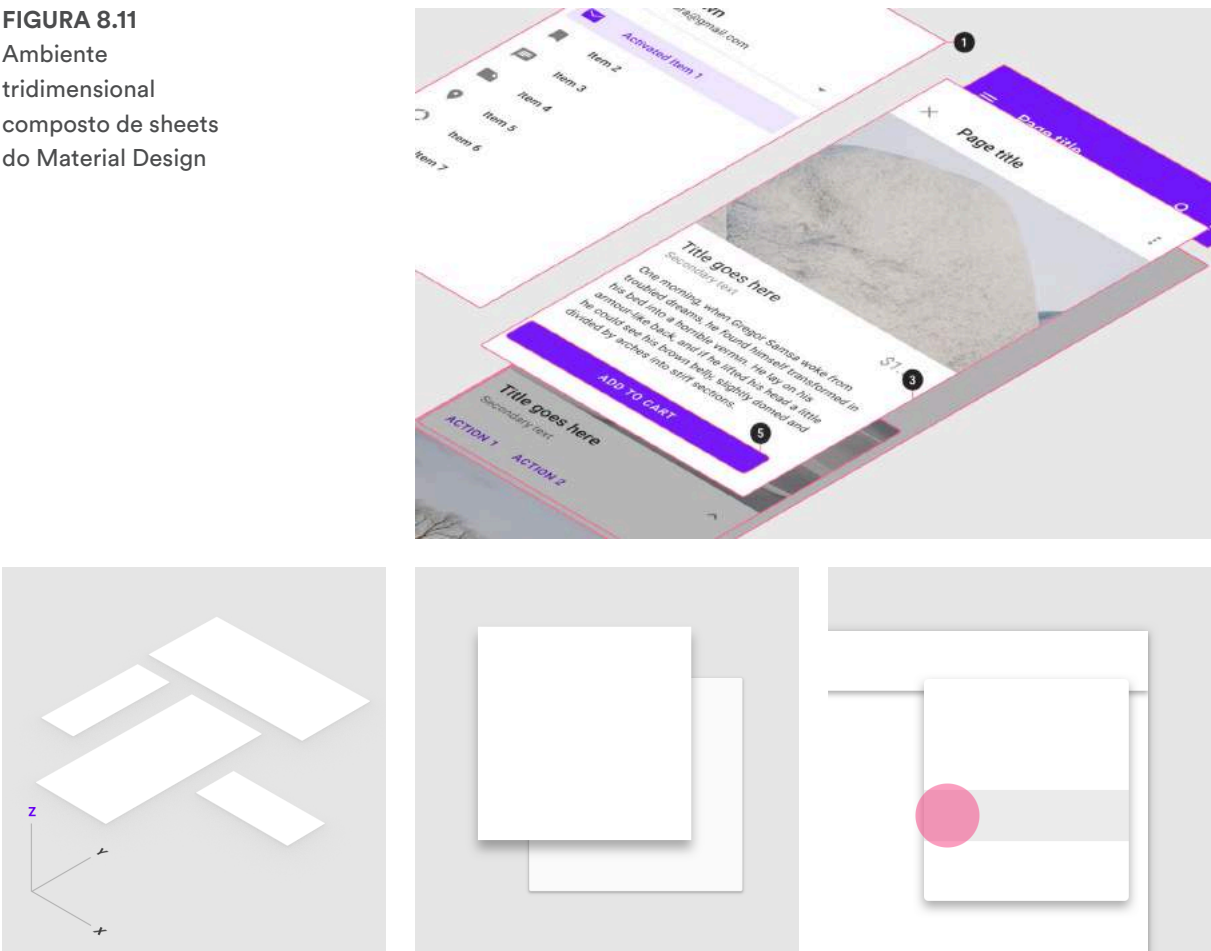 FIGURA 8.11
Ambiente
tridimensional
composto de sheets
do Material Design
@gmail.com
Activated Item 1
Item 2
Item 3
Item 4
Item 5
Item 6
Item 7
1
Page title
Page title
Title goes here
Secondary text
One morning, when Gregor Samsa woke from
troubled dreams, he found himself transformed in
his bed into a horrible vermin. He lay on his
armour-like back, and if he lifted his head a little
he could see his brown belly, slightly domed and
divided by arches into stiff sections.
$1.
3
ADD TO CART
5
Title goes here
Secondary text
ACTION 1 ACTION 2
Z
Y
X